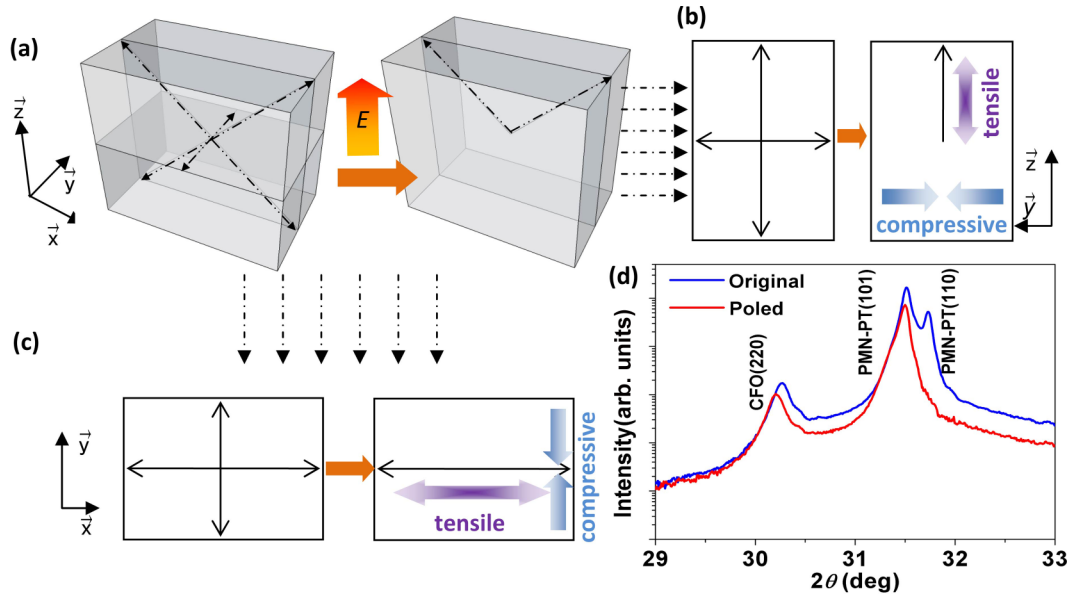 (a)
z⃗
y⃗
x⃗
E
(b)
tensile
compressive
z⃗
y⃗
(c)
y⃗
x⃗
tensile
compressive
(d)
Original
Poled
CFO(220)
PMN-PT(101)
PMN-PT(110)
Intensity(arb. units)
29 30 31 32 33
2θ (deg)